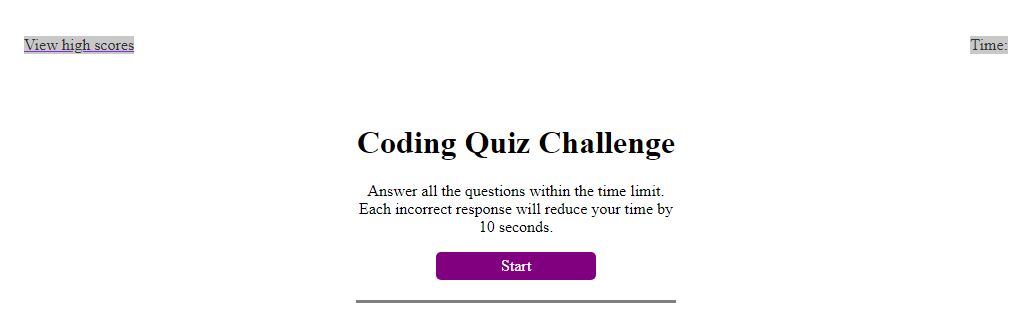 View high scores
Time:
Coding Quiz Challenge
Answer all the questions within the time limit.
Each incorrect response will reduce your time by
10 seconds.
Start